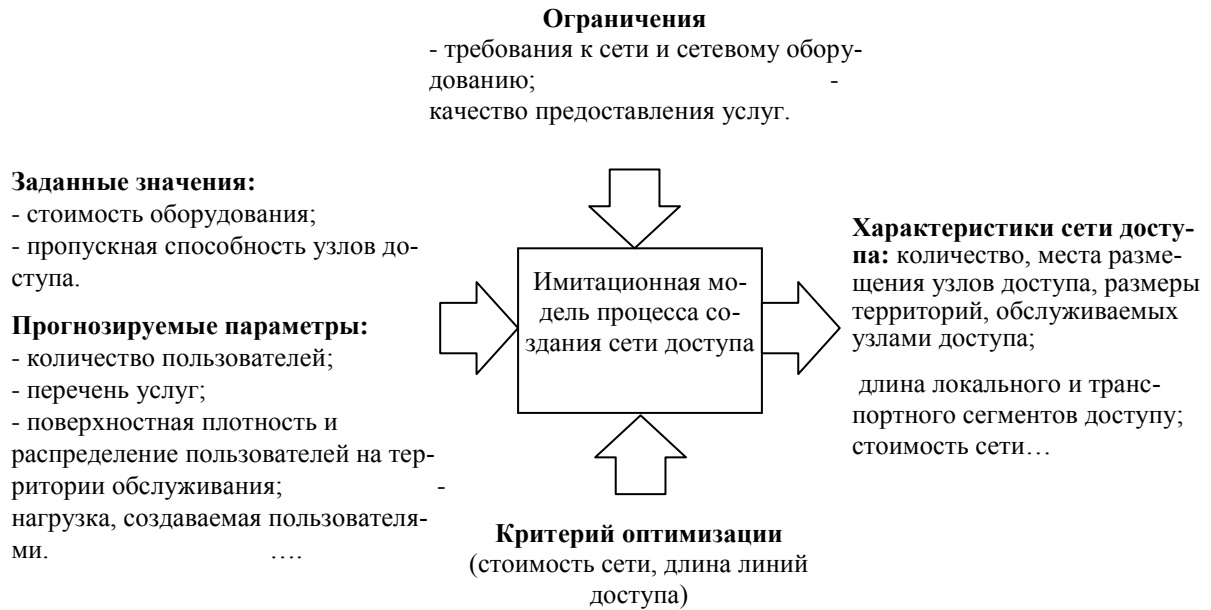 Ограничения
- требования к сети и сетевому обору-
дованию; -
качество предоставления услуг.
Заданные значения:
- стоимость оборудования;
- пропускная способность узлов до-
ступа.
Прогнозируемые параметры:
- количество пользователей;
- перечень услуг;
- поверхностная плотность и
распределение пользователей на тер-
ритории обслуживания; -
нагрузка, создаваемая пользователя-
ми. ….
Имитационная мо-
дель процесса со-
здания сети доступа
Характеристики сети досту-
па: количество, места разме-
щения узлов доступа, размеры
территорий, обслуживаемых
узлами доступа;
длина локального и транс-
портного сегментов доступу;
стоимость сети…
Критерий оптимизации
(стоимость сети, длина линий
доступа)